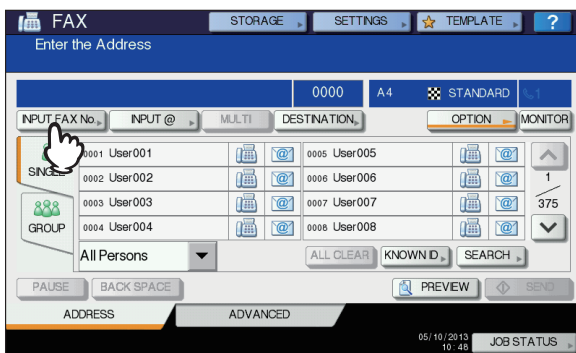 FAX STORAGE SETTINGS TEMPLATE ?
Enter the Address
0000 A4 STANDARD 1
INPUT FAX No. INPUT @ MULTI DESTINATION OPTION MONITOR
SINGLE
0001 User001 @ 0005 User005 @
0002 User002 @ 0006 User006 @
1
0003 User003 @ 0007 User007 @
375
GROUP
0004 User004 @ 0008 User008 @
All Persons ALL CLEAR KNOWN ID SEARCH
PAUSE BACK SPACE PREVIEW SEND
ADDRESS ADVANCED
05/10/2013
10:48
JOB STATUS